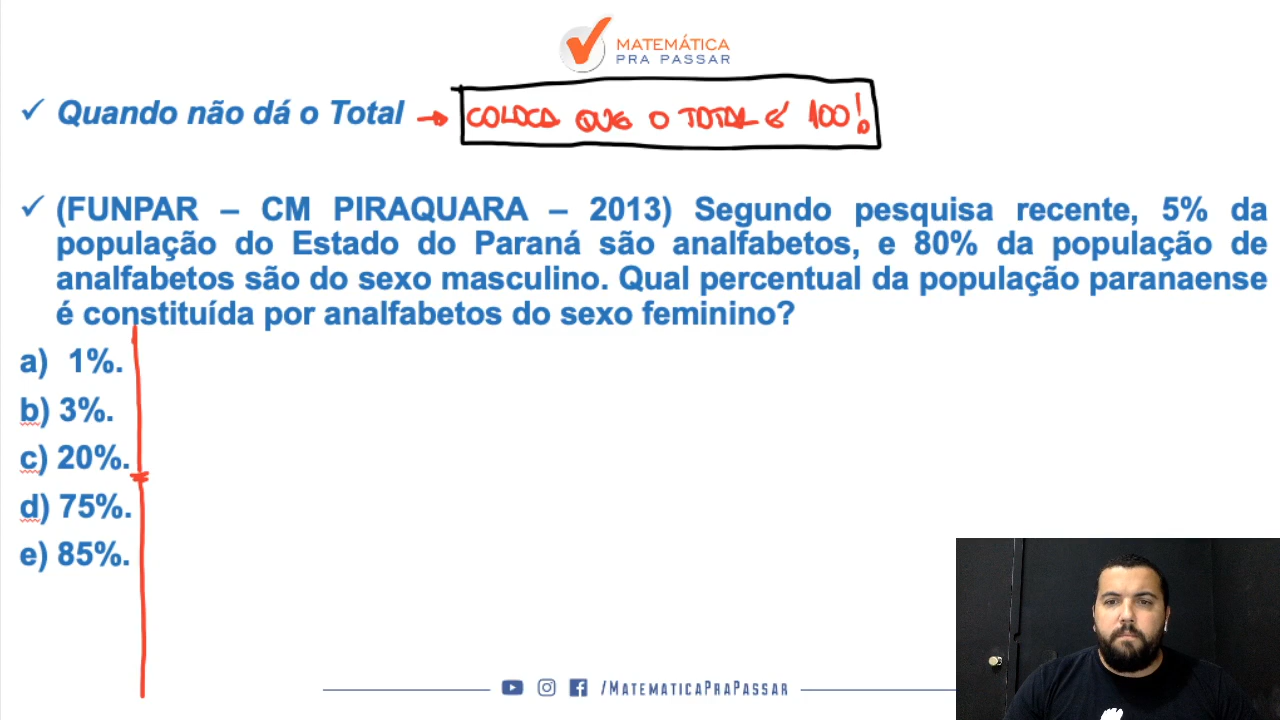 MATEMÁTICA
PRA PASSAR
✓ Quando não dá o Total → COLOCA QUE O TOTAL É 100!
✓ (FUNPAR – CM PIRAQUARA – 2013) Segundo pesquisa recente, 5% da
população do Estado do Paraná são analfabetos, e 80% da população de
analfabetos são do sexo masculino. Qual percentual da população paranaense
é constituída por analfabetos do sexo feminino?
a) 1%.
b) 3%.
c) 20%.
d) 75%.
e) 85%.
/MATEMATICAPRAPASSAR